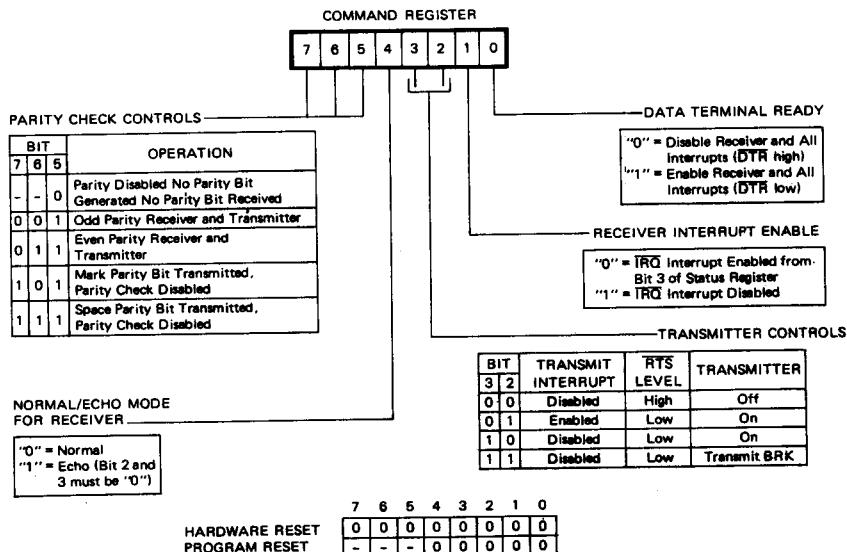 COMMAND REGISTER
7 6 5 4 3 2 1 0
PARITY CHECK CONTROLS
BIT
7 6 5 OPERATION
- - 0 Parity Disabled No Parity Bit
Generated No Parity Bit Received
0 0 1 Odd Parity Receiver and Transmitter
0 1 1 Even Parity Receiver and
Transmitter
1 0 1 Mark Parity Bit Transmitted,
Parity Check Disabled
1 1 1 Space Parity Bit Transmitted,
Parity Check Disabled
NORMAL/ECHO MODE
FOR RECEIVER
"0" = Normal
"1" = Echo (Bit 2 and
3 must be "0")
DATA TERMINAL READY
"0" = Disable Receiver and All
Interrupts (DTR high)
"1" = Enable Receiver and All
Interrupts (DTR low)
RECEIVER INTERRUPT ENABLE
"0" = IRQ Interrupt Enabled from
Bit 3 of Status Register
"1" = IRQ Interrupt Disabled
TRANSMITTER CONTROLS
BIT TRANSMIT RTS TRANSMITTER
3 2 INTERRUPT LEVEL
0 0 Disabled High Off
0 1 Enabled Low On
1 0 Disabled Low On
1 1 Disabled Low Transmit BRK
7 6 5 4 3 2 1 0
HARDWARE RESET 0 0 0 0 0 0 0 0
PROGRAM RESET - - - 0 0 0 0 0